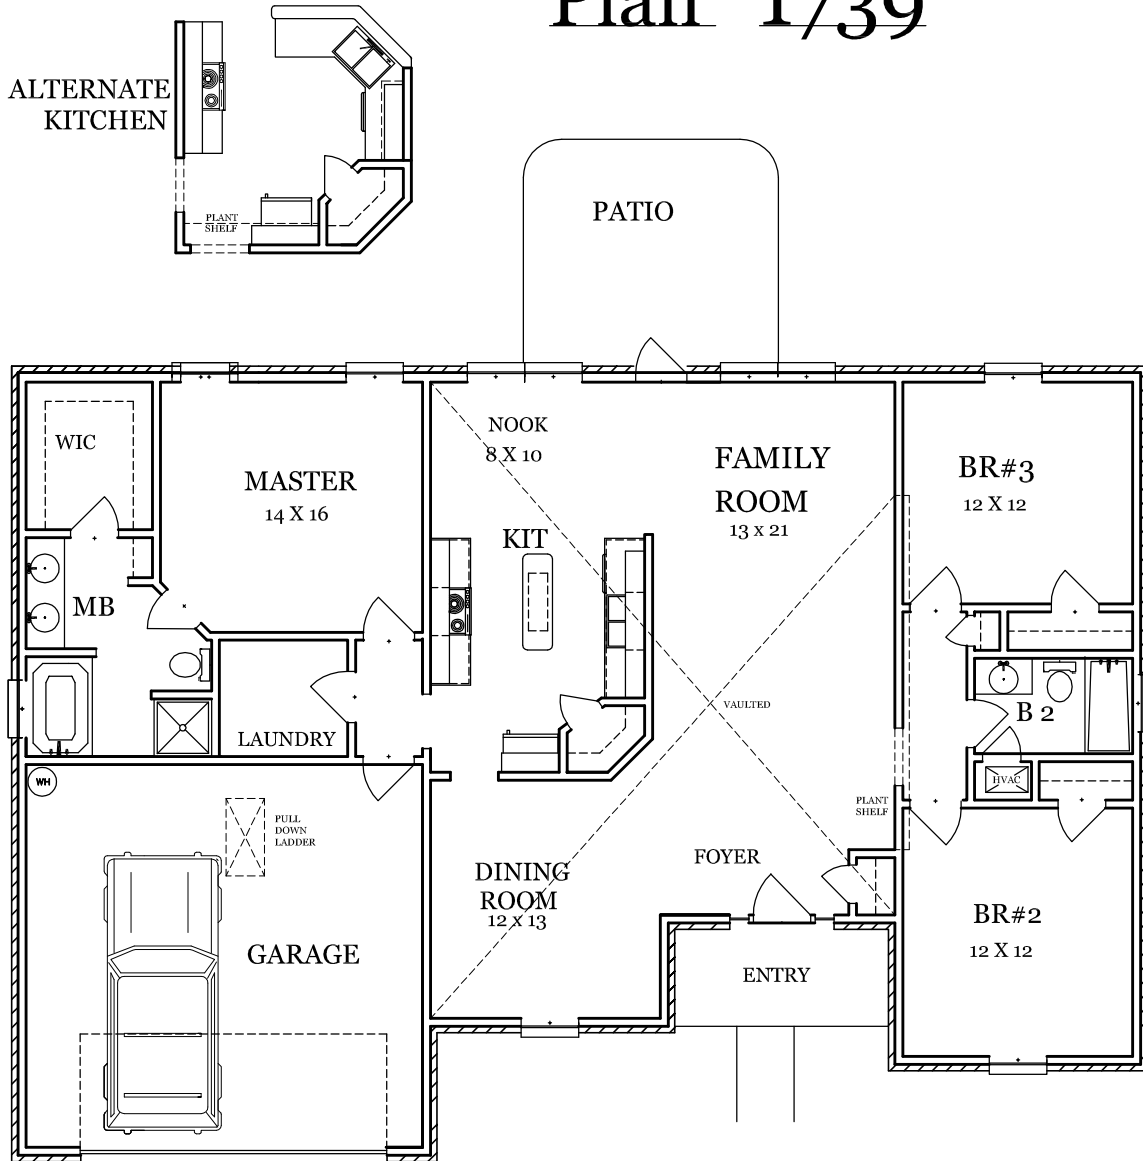 Plan 1739
ALTERNATE
KITCHEN
PLANT
SHELF
PATIO
WIC
MASTER
14 X 16
NOOK
8 X 10
FAMILY
ROOM
13 x 21
BR#3
12 X 12
KIT
MB
VAULTED
B 2
LAUNDRY
WH
HVAC
PULL
DOWN
LADDER
PLANT
SHELF
DINING
ROOM
12 x 13
FOYER
BR#2
12 X 12
GARAGE
ENTRY